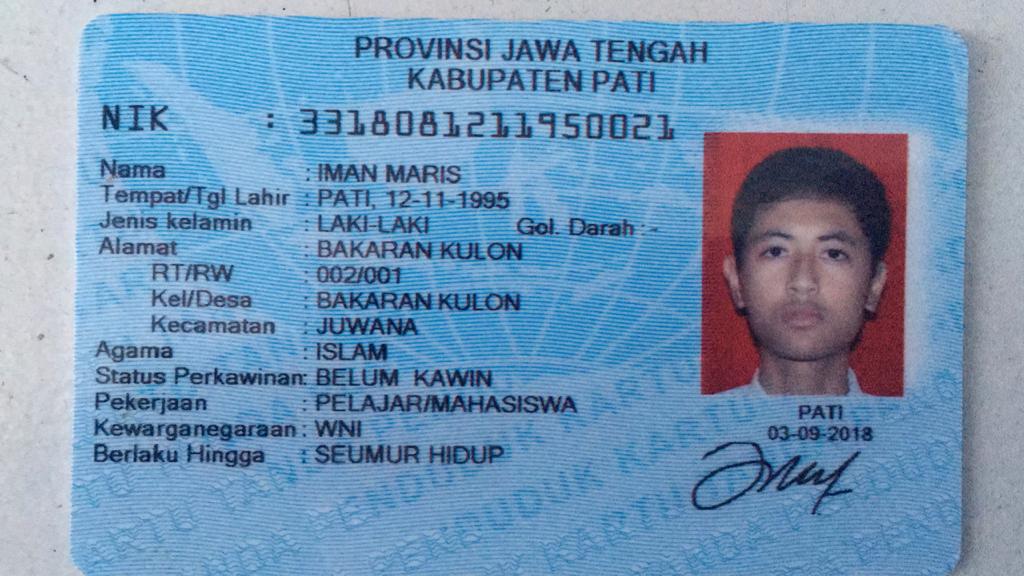 PROVINSI JAWA TENGAH
KABUPATEN PATI
NIK : 3318081211950021
Nama : IMAN MARIS
Tempat/Tgl Lahir : PATI, 12-11-1995
Jenis kelamin : LAKI-LAKI Gol. Darah : -
Alamat : BAKARAN KULON
RT/RW : 002/001
Kel/Desa : BAKARAN KULON
Kecamatan : JUWANA
Agama : ISLAM
Status Perkawinan: BELUM KAWIN
Pekerjaan : PELAJAR/MAHASISWA
Kewarganegaraan : WNI
Berlaku Hingga : SEUMUR HIDUP
PATI
03-09-2018